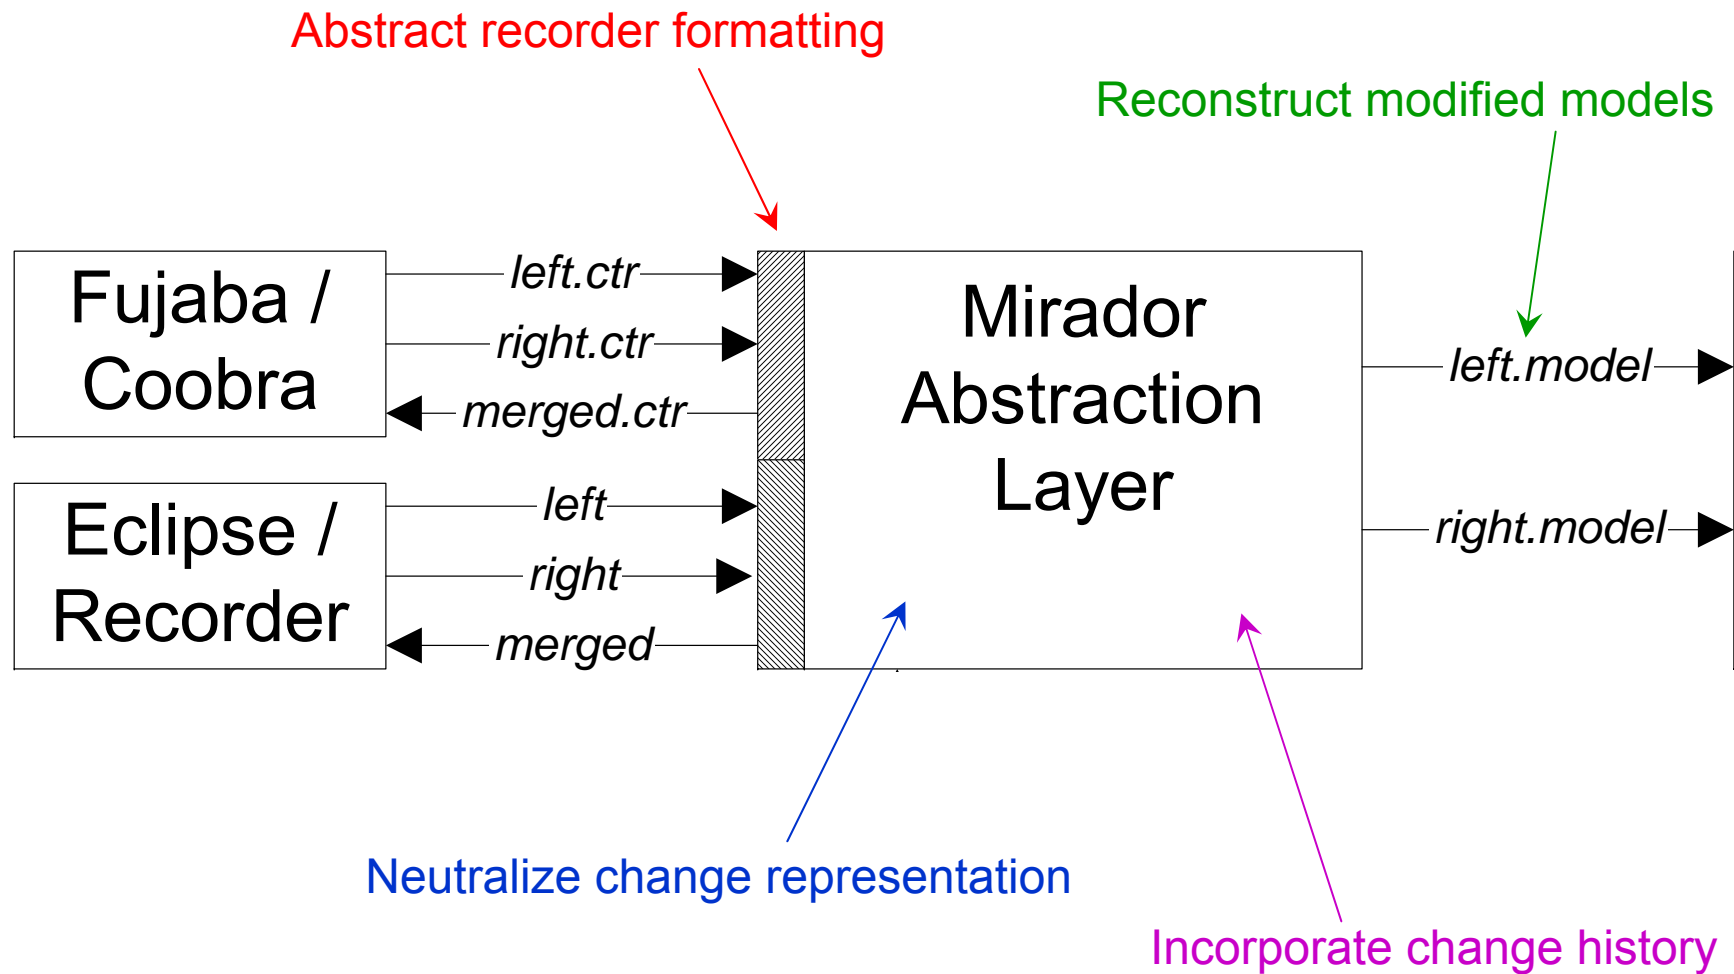 Abstract recorder formatting
Reconstruct modified models
Fujaba /
Coobra
left.ctr
right.ctr
merged.ctr
Eclipse /
Recorder
left
right
merged
Mirador
Abstraction
Layer
left.model
right.model
Neutralize change representation
Incorporate change history